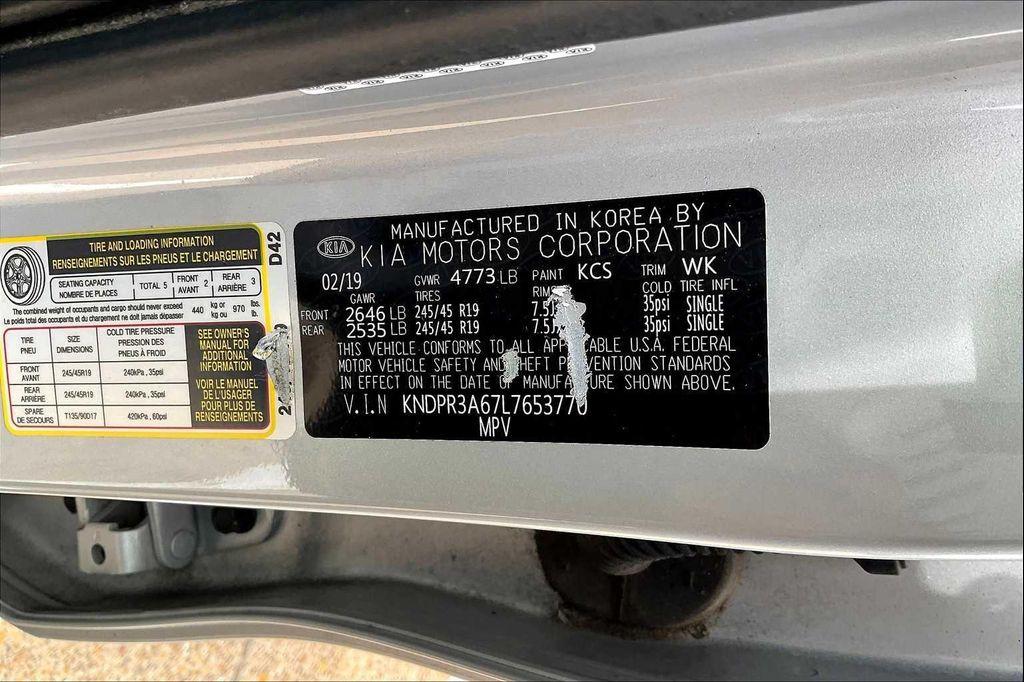 TIRE AND LOADING INFORMATION
RENSEIGNEMENTS SUR LES PNEUS ET LE CHARGEMENT
SEATING CAPACITY
NOMBRE DE PLACES
TOTAL 5
FRONT
AVANT
2
REAR
ARRIÈRE
3
The combined weight of occupants and cargo should never exceed
Le poids total des occupants et du chargement ne doit jamais dépasser
440
kg or
kg ou
970
lbs.
lb.
TIRE
PNEU
SIZE
DIMENSIONS
COLD TIRE PRESSURE
PRESSION DES
PNEUS À FROID
FRONT
AVANT
245/45R19
240kPa, 35psi
REAR
ARRIÈRE
245/45R19
240kPa, 35psi
SPARE
DE SECOURS
T135/90D17
420kPa, 60psi
SEE OWNER'S
MANUAL FOR
ADDITIONAL
INFORMATION
VOIR LE MANUEL
DE L'USAGER
POUR PLUS DE
RENSEIGNEMENTS
D42
KIA
MANUFACTURED IN KOREA BY
KIA MOTORS CORPORATION
02/19 GVWR 4773 LB PAINT KCS TRIM WK
GAWR TIRES COLD TIRE INFL
FRONT 2646 LB 245/45 R19 35psi SINGLE
REAR 2535 LB 245/45 R19 35psi SINGLE
THIS VEHICLE CONFORMS TO ALL U.S.A. FEDERAL
MOTOR VEHICLE SAFETY STANDARDS
IN EFFECT ON THE DATE OF SHOWN ABOVE.
V.I.N KNDPR3A67L7653770
MPV